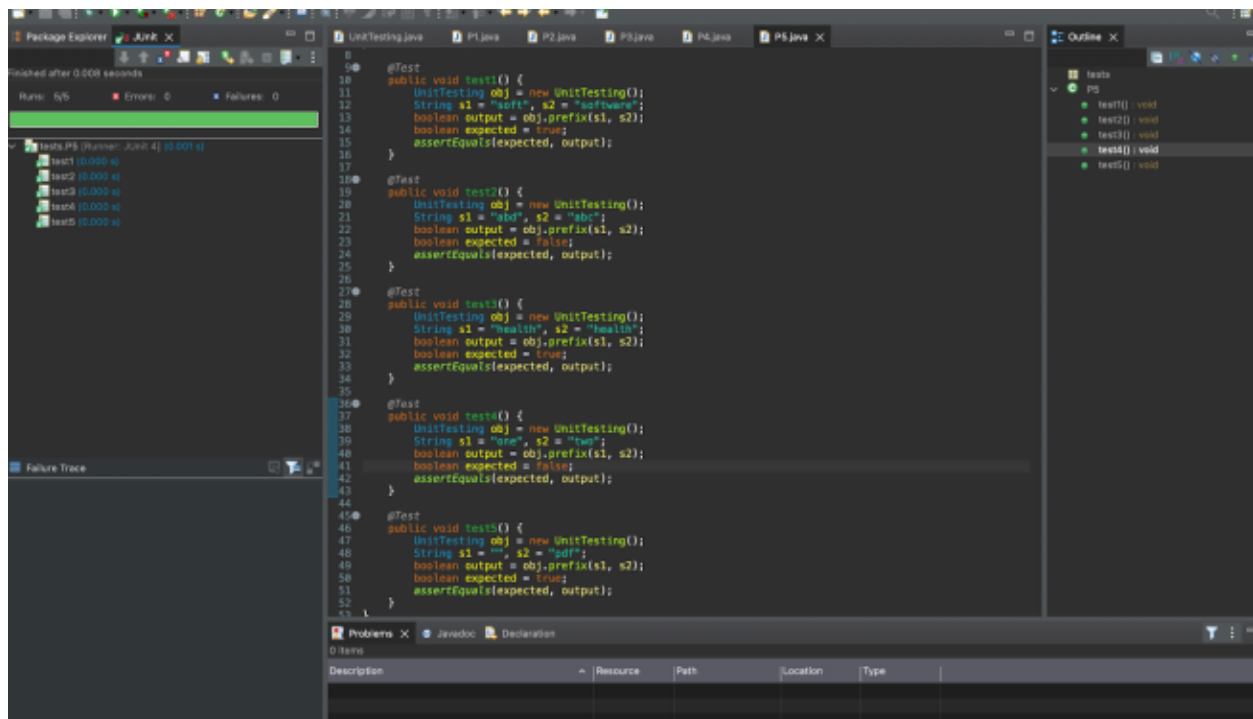 Package Explorer JUnit
Finished after 0.008 seconds
Runs: 5/5 Errors: 0 Failures: 0
tests.P5 [Runner: JUnit 4] (0.001 s)
test1 (0.000 s)
test2 (0.000 s)
test3 (0.000 s)
test4 (0.000 s)
test5 (0.000 s)
Failure Trace
UnitTesting.java P1.java P2.java P3.java P4.java P5.java
8
9 @Test
10 public void test1() {
11 UnitTesting obj = new UnitTesting();
12 String s1 = "soft", s2 = "software";
13 boolean output = obj.prefix(s1, s2);
14 boolean expected = true;
15 assertEquals(expected, output);
16 }
17
18 @Test
19 public void test2() {
20 UnitTesting obj = new UnitTesting();
21 String s1 = "abd", s2 = "abc";
22 boolean output = obj.prefix(s1, s2);
23 boolean expected = false;
24 assertEquals(expected, output);
25 }
26
27 @Test
28 public void test3() {
29 UnitTesting obj = new UnitTesting();
30 String s1 = "health", s2 = "health";
31 boolean output = obj.prefix(s1, s2);
32 boolean expected = true;
33 assertEquals(expected, output);
34 }
35
36 @Test
37 public void test4() {
38 UnitTesting obj = new UnitTesting();
39 String s1 = "one", s2 = "two";
40 boolean output = obj.prefix(s1, s2);
41 boolean expected = false;
42 assertEquals(expected, output);
43 }
44
45 @Test
46 public void test5() {
47 UnitTesting obj = new UnitTesting();
48 String s1 = "", s2 = "pdf";
49 boolean output = obj.prefix(s1, s2);
50 boolean expected = true;
51 assertEquals(expected, output);
52 }
53 }
Outline
tests
P5
test1() : void
test2() : void
test3() : void
test4() : void
test5() : void
Problems Javadoc Declaration
0 items
Description Resource Path Location Type